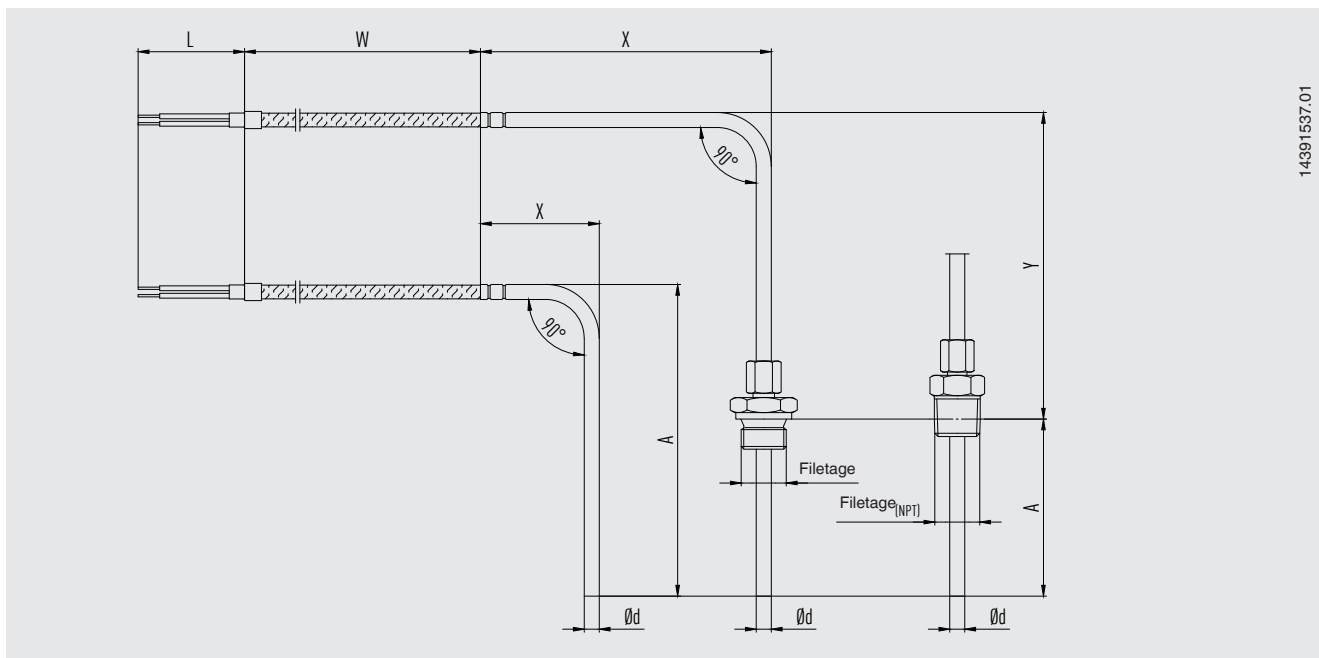 L
W
X
14391537.01
90°
X
Y
90°
A
Filetage
Filetage(NPT)
A
Ød
Ød
Ød